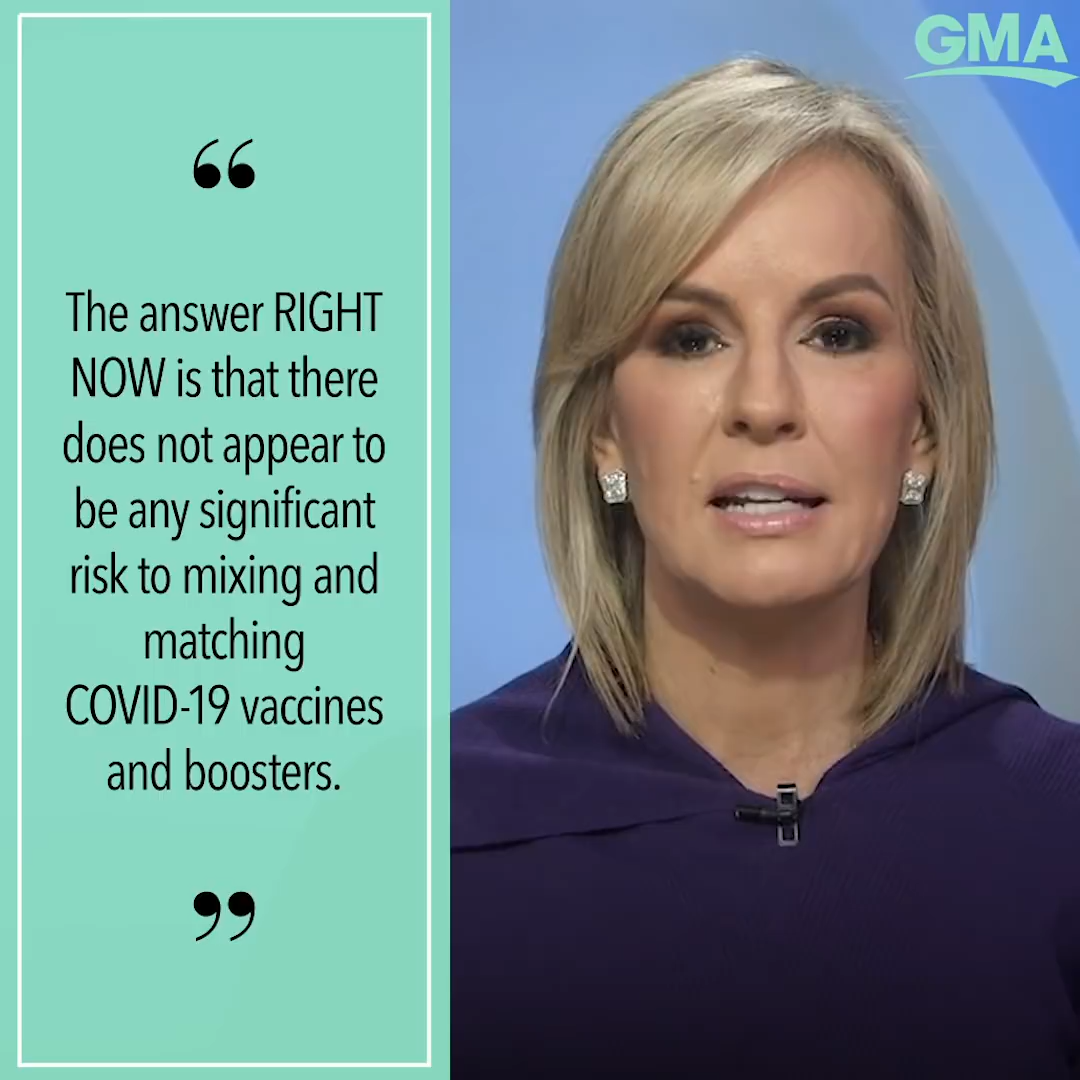 GMA
“
The answer RIGHT
NOW is that there
does not appear to
be any significant
risk to mixing and
matching
COVID-19 vaccines
and boosters.
”